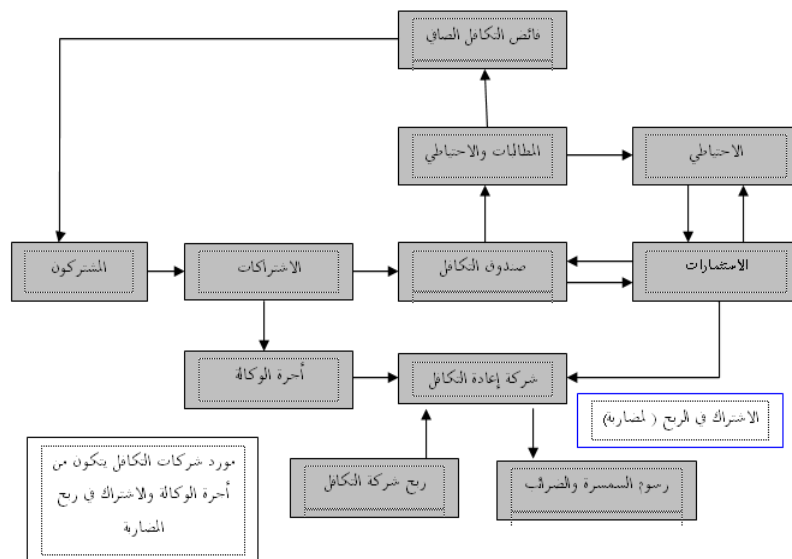 فائض التكافل الصافي
المطالبات والاحتياطي
الاحتياطي
المشتركون
الاشتراكات
صندوق التكافل
الاستثمارات
أجرة الوكالة
شركة إعادة التكافل
الاشتراك في الربح ( لمضاربة)
مورد شركات التكافل يتكون من
أجرة الوكالة والاشتراك في ربح
المضاربة
ربح شركة التكافل
رسوم السمسرة والضرائب